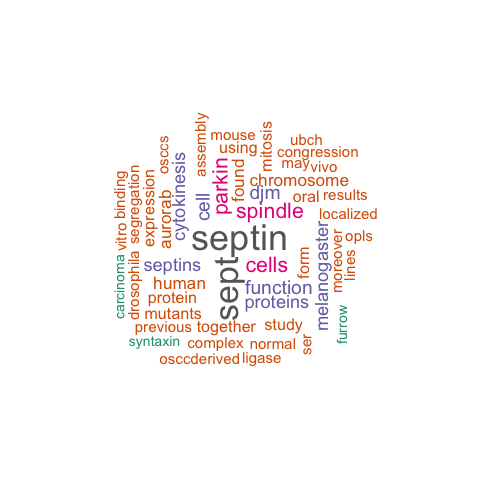 assembly
mouse
using
mitosis
ubch
congression
may
vivo
osccs
cytokinesis
parkin
found
chromosome
djm
oral
results
vitro binding
segregation
expression
aurorab
cell
spindle
localized
septin
opls
melanogaster
moreover
lines
carcinoma
drosophila
septins
cells
form
human
sept
function
protein
proteins
mutants
previous
together
study
ser
furrow
syntaxin
complex
normal
osccderived
ligase